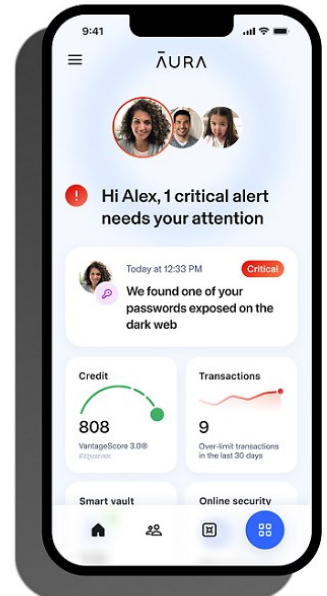 9:41
AURA
Hi Alex, 1 critical alert
needs your attention
Today at 12:33 PM
Critical
We found one of your
passwords exposed on the
dark web
Credit
808
VantageScore 3.0®
EQUIFAX
Transactions
9
Over-limit transactions
in the last 30 days
Smart vault
Online security